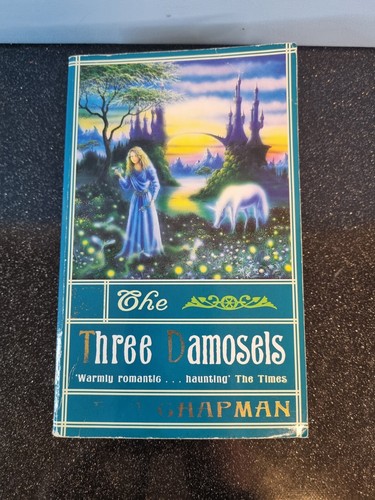 The
Three Damosels
'Warmly romantic . . . haunting' The Times
CHAPMAN